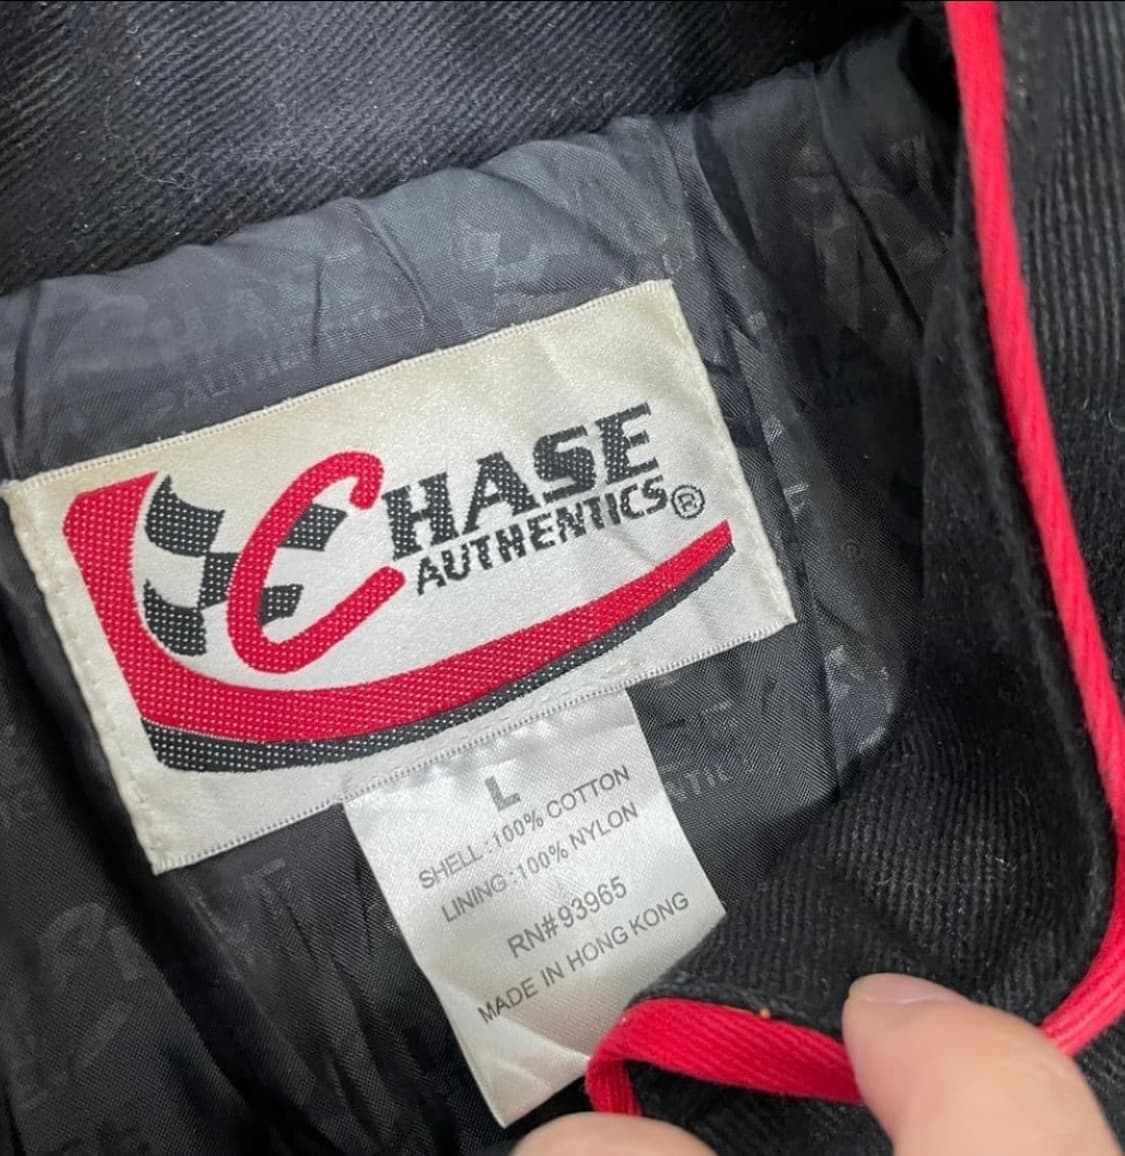 CHASE
AUTHENTICS®
L
SHELL:100% COTTON
LINING:100% NYLON
RN#93965
MADE IN HONG KONG